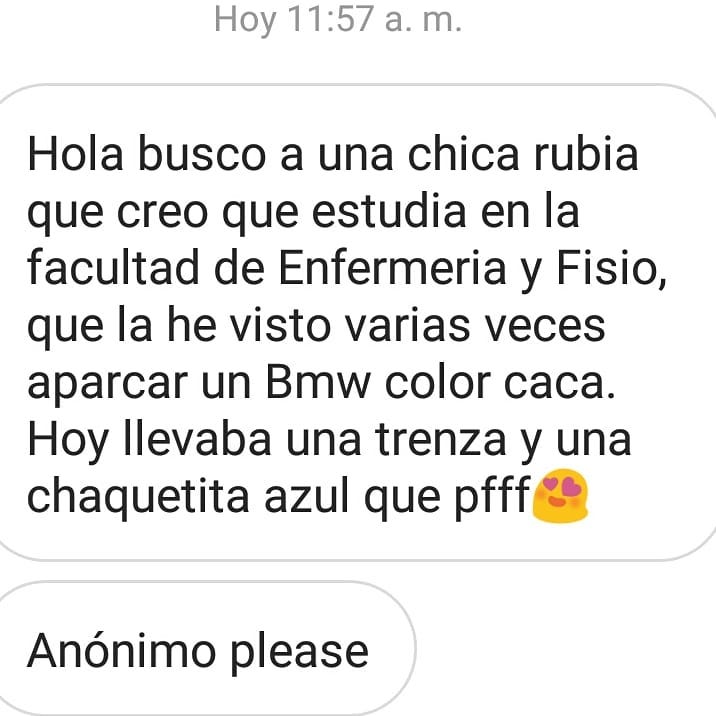 Hoy 11:57 a. m.
Hola busco a una chica rubia
que creo que estudia en la
facultad de Enfermeria y Fisio,
que la he visto varias veces
aparcar un Bmw color caca.
Hoy llevaba una trenza y una
chaquetita azul que pfff😍
Anónimo please